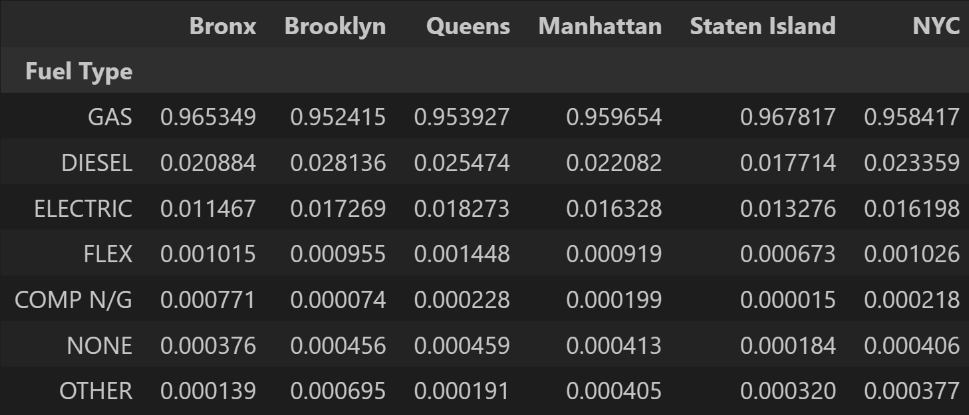 Bronx Brooklyn Queens Manhattan Staten Island NYC
Fuel Type
GAS 0.965349 0.952415 0.953927 0.959654 0.967817 0.958417
DIESEL 0.020884 0.028136 0.025474 0.022082 0.017714 0.023359
ELECTRIC 0.011467 0.017269 0.018273 0.016328 0.013276 0.016198
FLEX 0.001015 0.000955 0.001448 0.000919 0.000673 0.001026
COMP N/G 0.000771 0.000074 0.000228 0.000199 0.000015 0.000218
NONE 0.000376 0.000456 0.000459 0.000413 0.000184 0.000406
OTHER 0.000139 0.000695 0.000191 0.000405 0.000320 0.000377